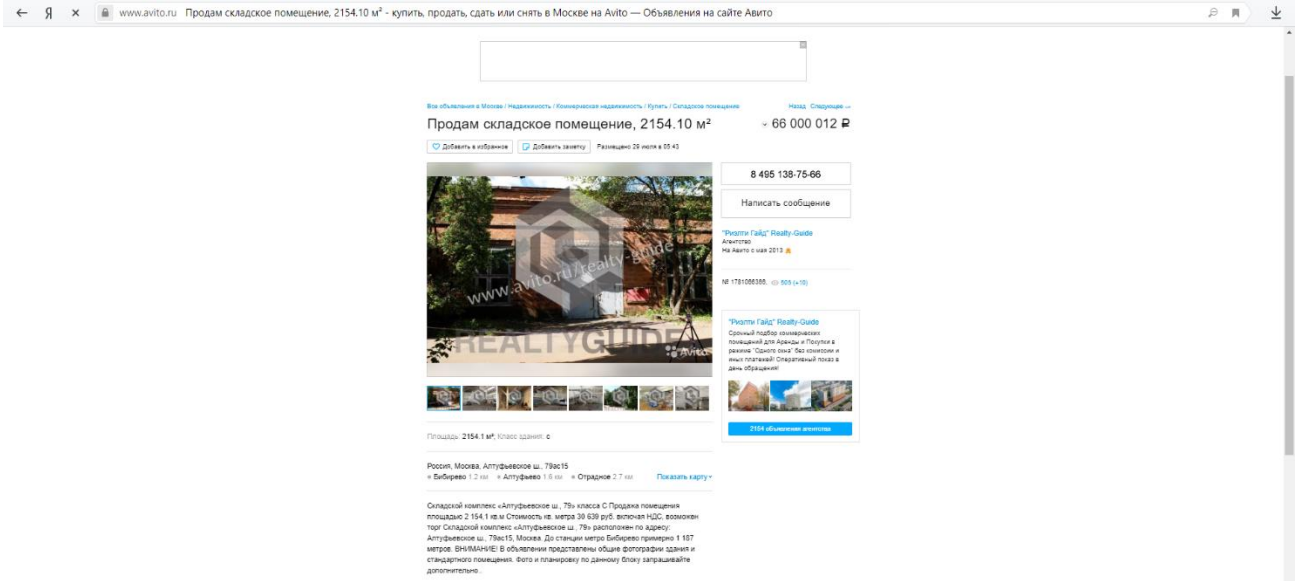 www.avito.ru Продам складское помещение, 2154.10 м² - купить, продать, сдать или снять в Москве на Avito — Объявления на сайте Авито
Все объявления в Москве / Недвижимость / Коммерческая недвижимость / Купить / Складское помещение
Назад Следующее →
Продам складское помещение, 2154.10 м²
66 000 012 ₽
Добавить в избранное
Добавить заметку
Размещено 29 июля в 05:43
8 495 138-75-66
Написать сообщение
"Риэлти Гайд" Realty-Guide
Агентство
На Авито с мая 2013
№ 1781086386, 505 (+10)
www.avito.ru/realty-guide
REALTYGUIDE
Avito
"Риэлти Гайд" Realty-Guide
Срочный подбор коммерческих
помещений для Аренды и Покупки в
режиме "Одного окна" без комиссии и
иных платежей! Оперативный показ в
день обращения!
2184 объявления агентства
Площадь: 2154.1 м²; Класс здания: c
Россия, Москва, Алтуфьевское ш., 79ас15
Бибирево 1.2 км Алтуфьево 1.6 км Отрадное 2.7 км
Показать карту
Складской комплекс «Алтуфьевское ш., 79» класса С Продажа помещения
площадью 2 154,1 кв.м Стоимость кв. метра 30 639 руб. включая НДС, возможен
торг Складской комплекс «Алтуфьевское ш., 79» расположен по адресу:
Алтуфьевское ш., 79ас15, Москва. До станции метро Бибирево примерно 1 187
метров. ВНИМАНИЕ! В объявлении представлены общие фотографии здания и
стандартного помещения. Фото и планировку по данному блоку запрашивайте
дополнительно..